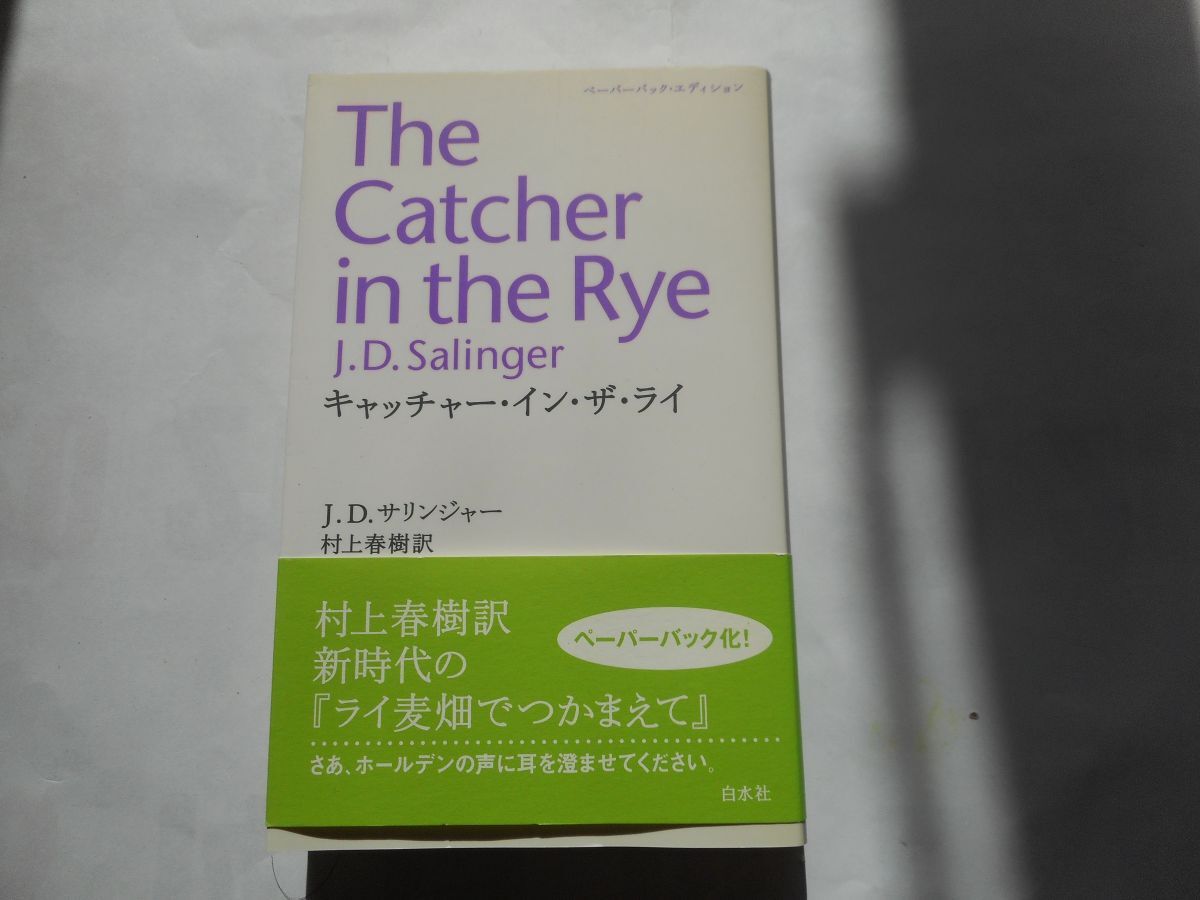 ペーパーバック・エディション
The
Catcher
in the Rye
J.D. Salinger
キャッチャー・イン・ザ・ライ
J.D.サリンジャー
村上春樹訳
村上春樹訳
新時代の
『ライ麦畑でつかまえて』
ペーパーバック化!
さあ、ホールデンの声に耳を澄ませてください。
白水社